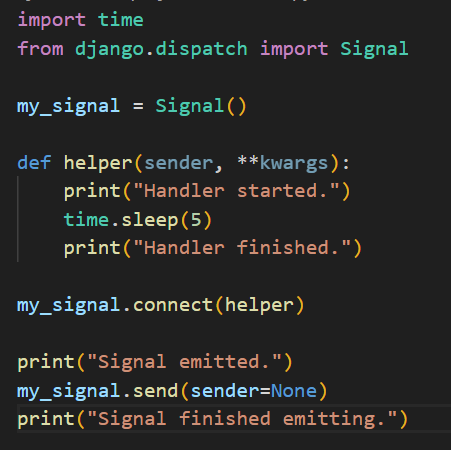 import time
from django.dispatch import Signal
my_signal = Signal()
def helper(sender, **kwargs):
    print("Handler started.")
    time.sleep(5)
    print("Handler finished.")
my_signal.connect(helper)
print("Signal emitted.")
my_signal.send(sender=None)
print("Signal finished emitting.")